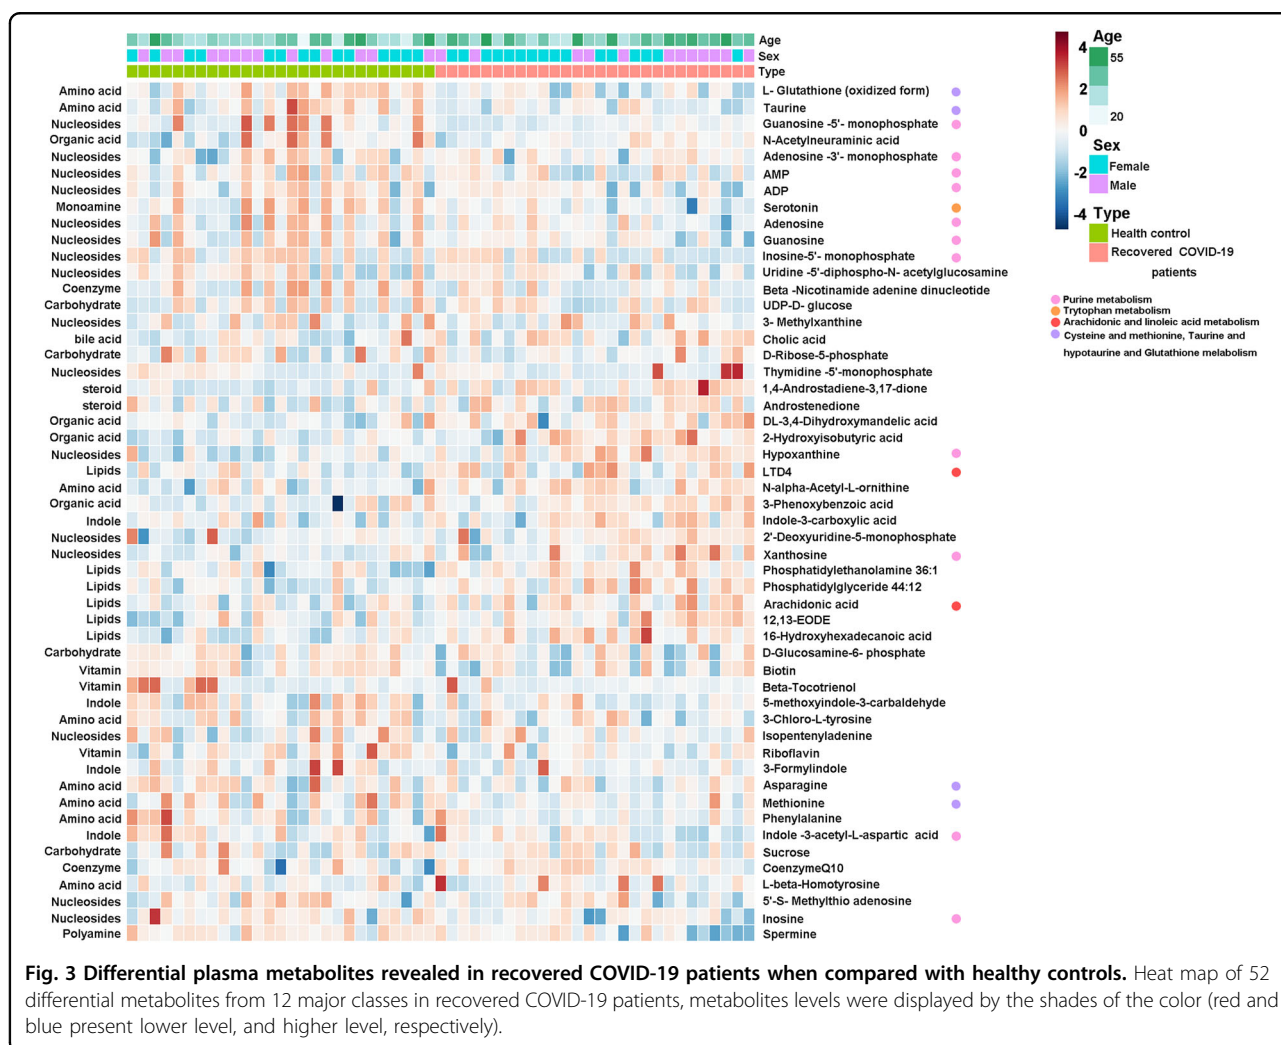 Age
Sex
Type
Amino acid L- Glutathione (oxidized form)
Amino acid Taurine
Nucleosides Guanosine -5'- monophosphate
Organic acid N-Acetylneuraminic acid
Nucleosides Adenosine -3'- monophosphate
Nucleosides AMP
Nucleosides ADP
Monoamine Serotonin
Nucleosides Adenosine
Nucleosides Guanosine
Nucleosides Inosine-5'- monophosphate
Nucleosides Uridine -5'-diphospho-N- acetylglucosamine
Coenzyme Beta -Nicotinamide adenine dinucleotide
Carbohydrate UDP-D- glucose
Nucleosides 3- Methylxanthine
bile acid Cholic acid
Carbohydrate D-Ribose-5-phosphate
Nucleosides Thymidine -5'-monophosphate
steroid 1,4-Androstadiene-3,17-dione
steroid Androstenedione
Organic acid DL-3,4-Dihydroxymandelic acid
Organic acid 2-Hydroxyisobutyric acid
Nucleosides Hypoxanthine
Lipids LTD4
Amino acid N-alpha-Acetyl-L-ornithine
Organic acid 3-Phenoxybenzoic acid
Indole Indole-3-carboxylic acid
Nucleosides 2'-Deoxyuridine-5-monophosphate
Nucleosides Xanthosine
Lipids Phosphatidylethanolamine 36:1
Lipids Phosphatidylglyceride 44:12
Lipids Arachidonic acid
Lipids 12,13-EODE
Lipids 16-Hydroxyhexadecanoic acid
Carbohydrate D-Glucosamine-6- phosphate
Vitamin Biotin
Vitamin Beta-Tocotrienol
Indole 5-methoxyindole-3-carbaldehyde
Amino acid 3-Chloro-L-tyrosine
Nucleosides Isopentenyladenine
Vitamin Riboflavin
Indole 3-Formylindole
Amino acid Asparagine
Amino acid Methionine
Amino acid Phenylalanine
Indole Indole -3-acetyl-L-aspartic acid
Carbohydrate Sucrose
Coenzyme CoenzymeQ10
Amino acid L-beta-Homotyrosine
Nucleosides 5'-S- Methylthio adenosine
Nucleosides Inosine
Polyamine Spermine
4
2
0
-2
-4
Age
55
20
Sex
Female
Male
Type
Health control
Recovered COVID-19
patients
Purine metabolism
Trytophan metabolism
Arachidonic and linoleic acid metabolism
Cysteine and methionine, Taurine and
hypotaurine and Glutathione melabolism
Fig. 3 Differential plasma metabolites revealed in recovered COVID-19 patients when compared with healthy controls. Heat map of 52
differential metabolites from 12 major classes in recovered COVID-19 patients, metabolites levels were displayed by the shades of the color (red and
blue present lower level, and higher level, respectively).